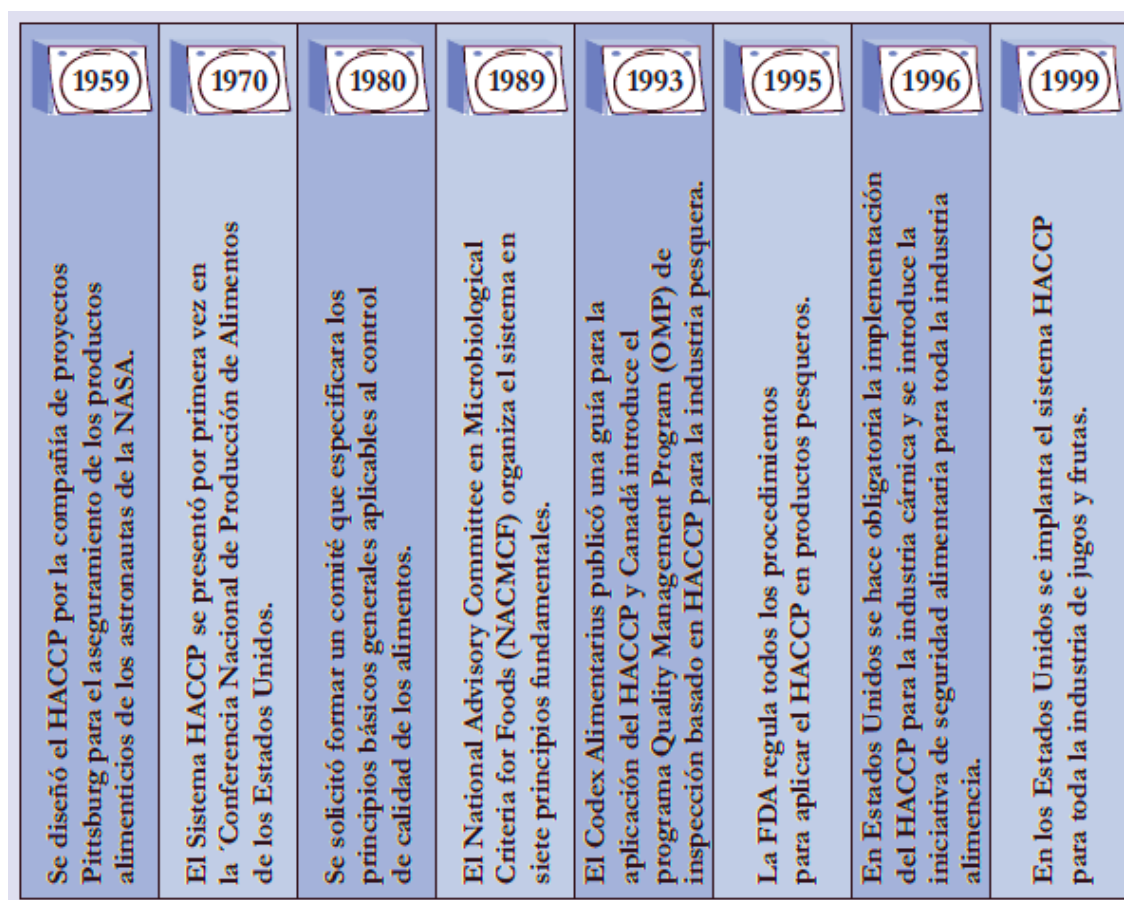 1959
Se diseñó el HACCP por la compañía de proyectos
Pittsburg para el aseguramiento de los productos
alimenticios de los astronautas de la NASA.
1970
El Sistema HACCP se presentó por primera vez en
la ´Conferencia Nacional de Producción de Alimentos
de los Estados Unidos.
1980
Se solicitó formar un comité que especificara los
principios básicos generales aplicables al control
de calidad de los alimentos.
1989
El National Advisory Committee en Microbiological
Criteria for Foods (NACMCF) organiza el sistema en
siete principios fundamentales.
1993
El Codex Alimentarius publicó una guía para la
aplicación del HACCP y Canadá introduce el
programa Quality Management Program (OMP) de
inspección basado en HACCP para la industria pesquera.
1995
La FDA regula todos los procedimientos
para aplicar el HACCP en productos pesqueros.
1996
En Estados Unidos se hace obligatoria la implementación
del HACCP para la industria cárnica y se introduce la
iniciativa de seguridad alimentaria para toda la industria
alimencia.
1999
En los Estados Unidos se implanta el sistema HACCP
para toda la industria de jugos y frutas.